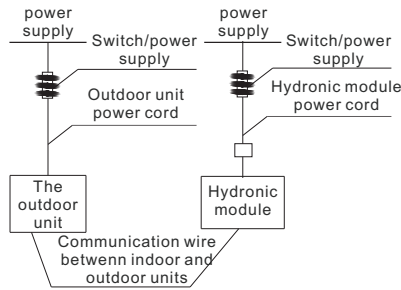 power
supply
Switch/power
supply
Outdoor unit
power cord
The
outdoor
unit
power
supply
Switch/power
supply
Hydronic module
power cord
Hydronic
module
Communication wire
betwenn indoor and
outdoor units